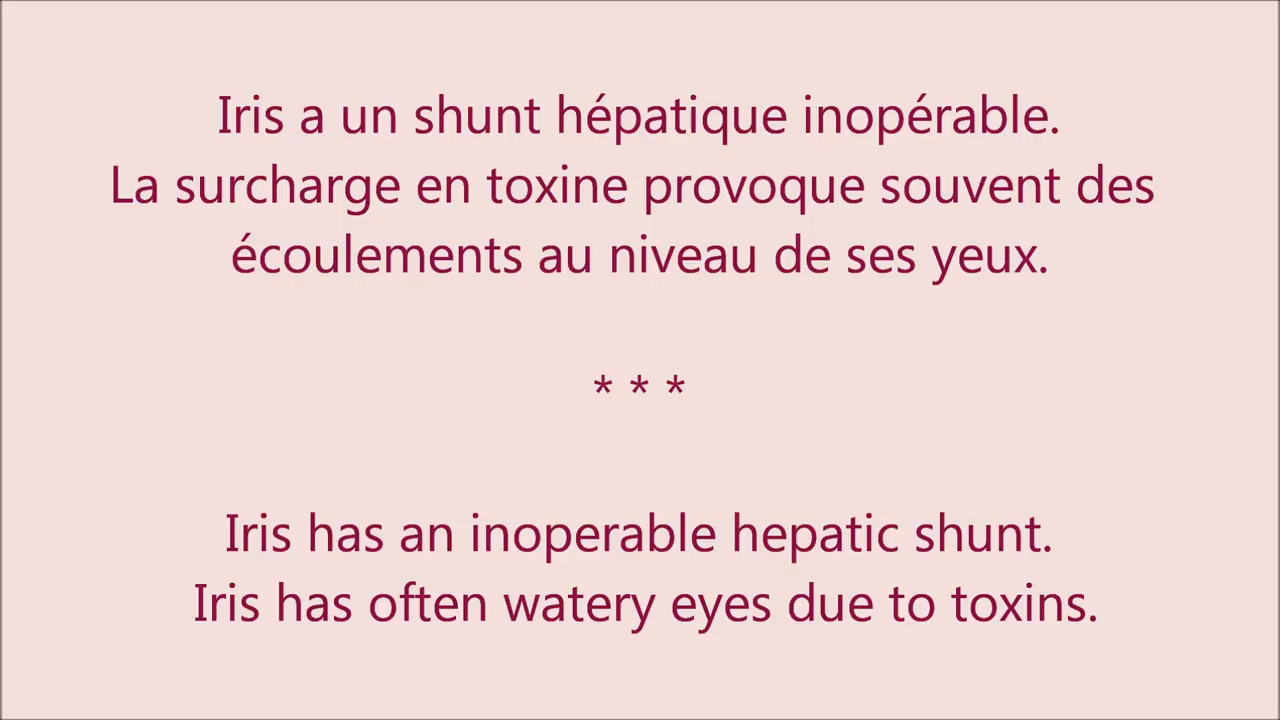 Iris a un shunt hépatique inopérable.
La surcharge en toxine provoque souvent des
écoulements au niveau de ses yeux.
* * *
Iris has an inoperable hepatic shunt.
Iris has often watery eyes due to toxins.